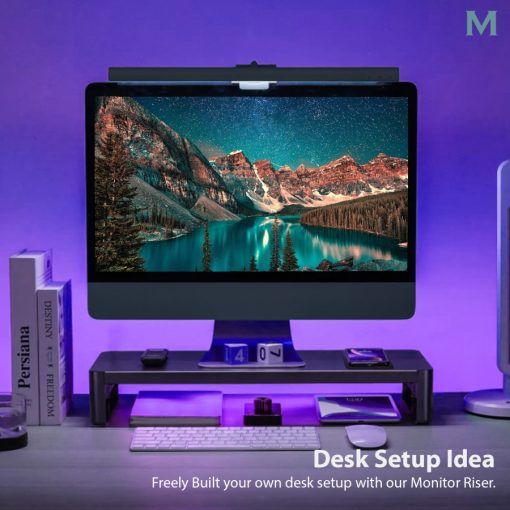 M
Persiana
DESTINY
FREEDOM
4
07
Desk Setup Idea
Freely Built your own desk setup with our Monitor Riser.